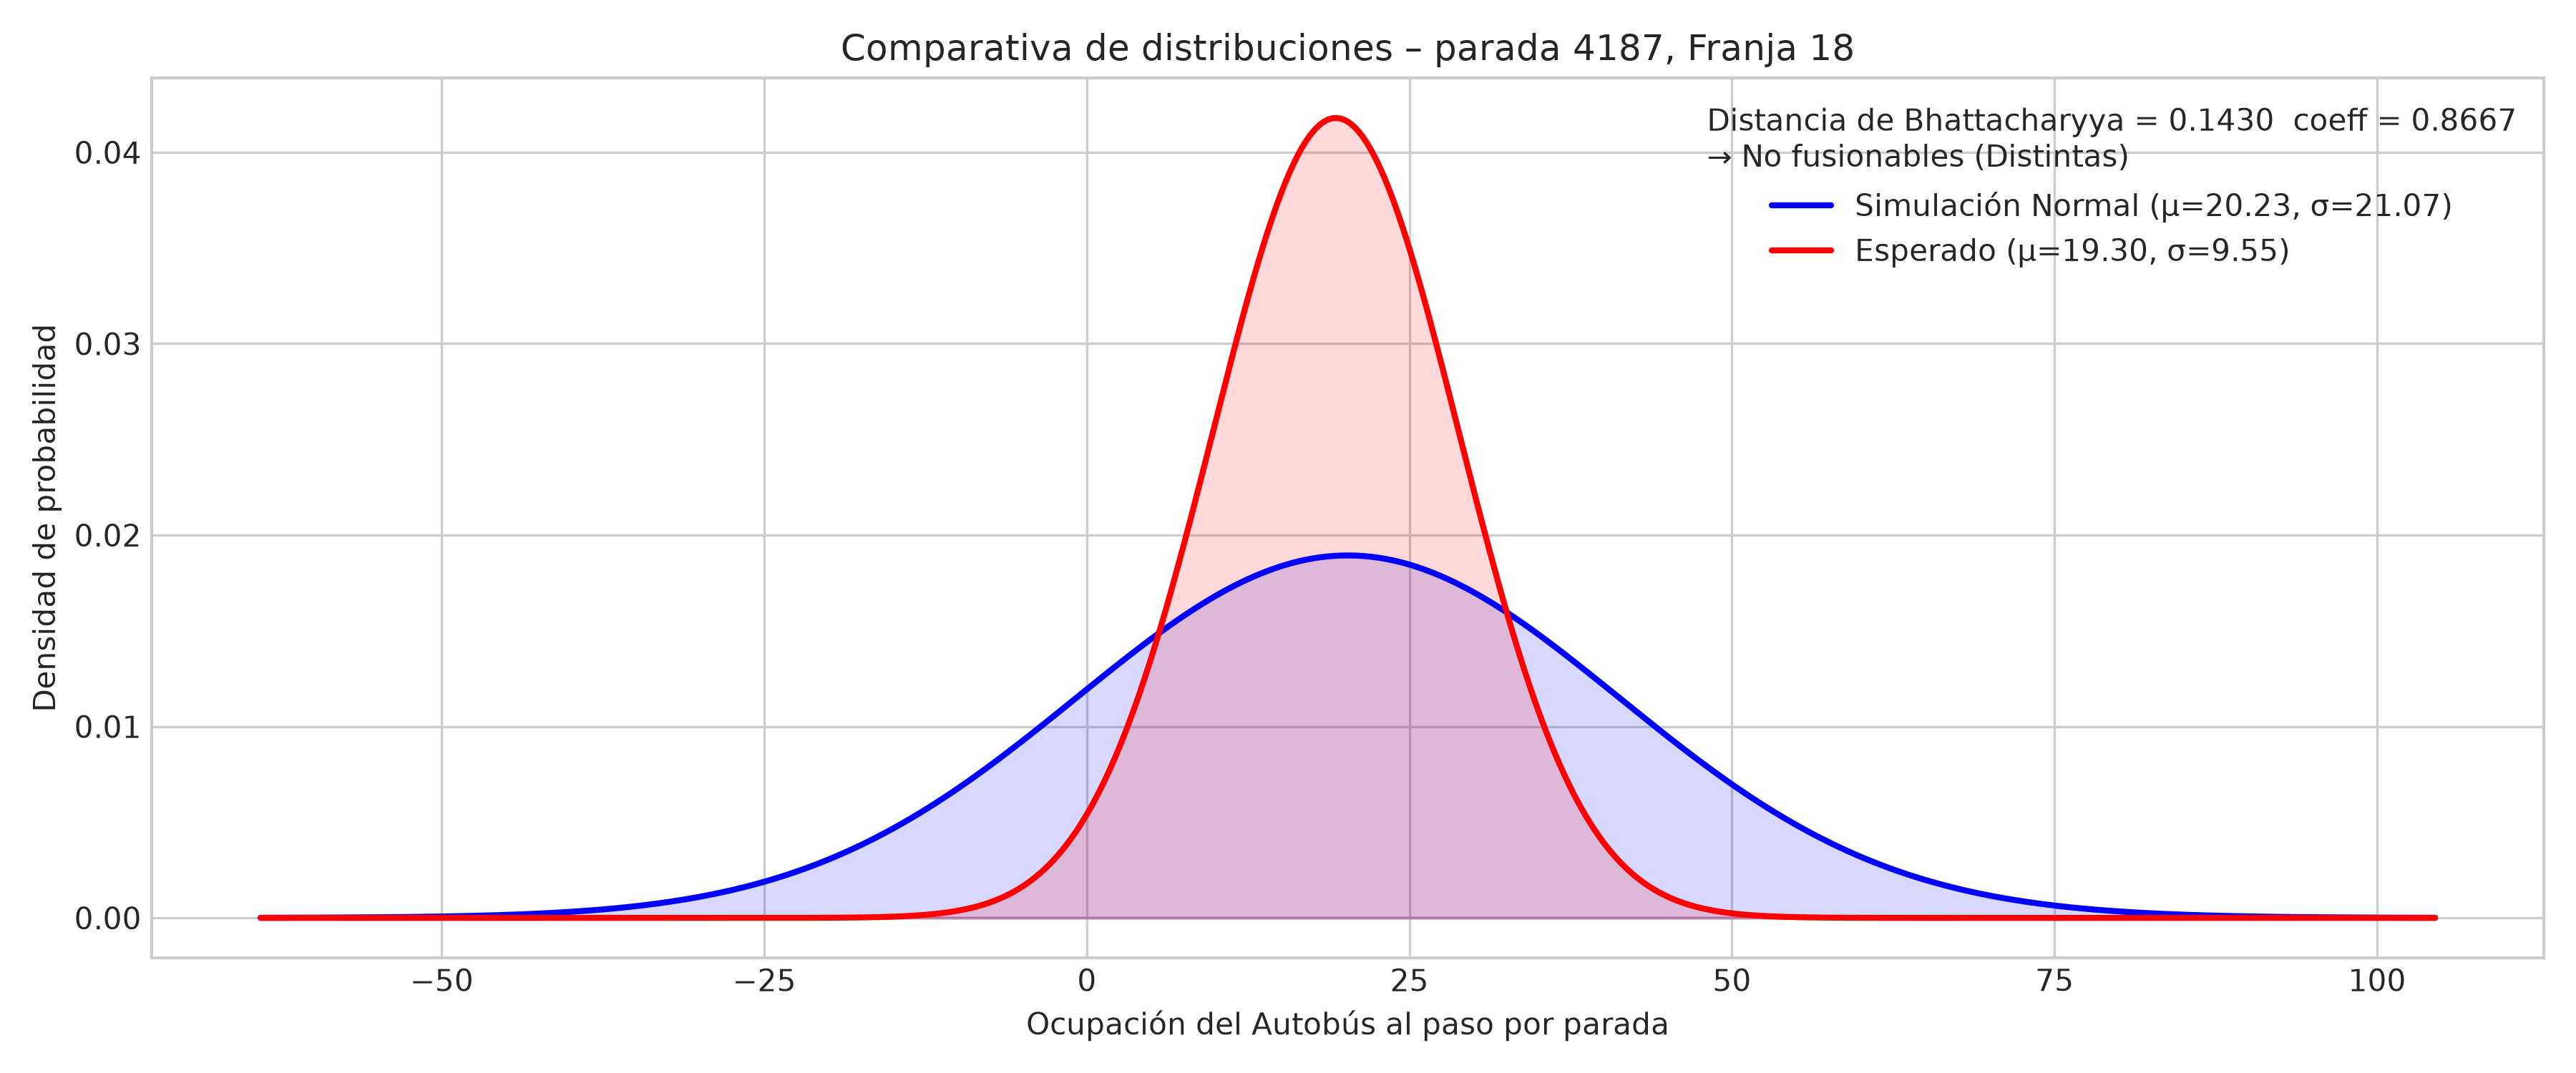 Comparativa de distribuciones – parada 4187, Franja 18
Distancia de Bhattacharyya = 0.1430  coeff = 0.8667
→ No fusionables (Distintas)
Simulación Normal (μ=20.23, σ=21.07)
Esperado (μ=19.30, σ=9.55)
Densidad de probabilidad
0.04
0.03
0.02
0.01
0.00
−50
−25
0
25
50
75
100
Ocupación del Autobús al paso por parada